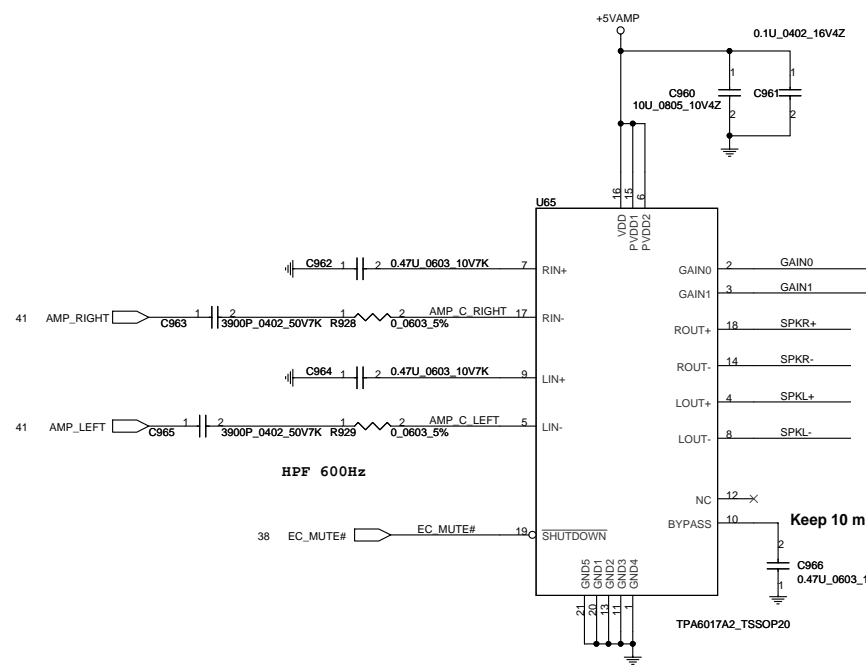 +5VAMP
0.1U_0402_16V4Z
1
1
C960
C961
10U_0805_10V4Z
2
2
U65
16
15
6
VDD
PVDD1
PVDD2
C962
1
2
0.47U_0603_10V7K
7
RIN+
GAIN0
2
GAIN0
GAIN1
3
GAIN1
41
AMP_RIGHT
1
2
C963
3900P_0402_50V7K
R928
1
2
0_0603_5%
AMP_C_RIGHT
17
RIN-
ROUT+
18
SPKR+
ROUT-
14
SPKR-
C964
1
2
0.47U_0603_10V7K
9
LIN+
LOUT+
4
SPKL+
41
AMP_LEFT
1
2
C965
3900P_0402_50V7K
R929
1
2
0_0603_5%
AMP_C_LEFT
5
LIN-
LOUT-
8
SPKL-
HPF 600Hz
NC
12
BYPASS
10
Keep 10 m
38
EC_MUTE#
EC_MUTE#
19
SHUTDOWN
2
C966
1
0.47U_0603_1
GND5
GND1
GND2
GND3
GND4
21
20
13
11
1
TPA6017A2_TSSOP20